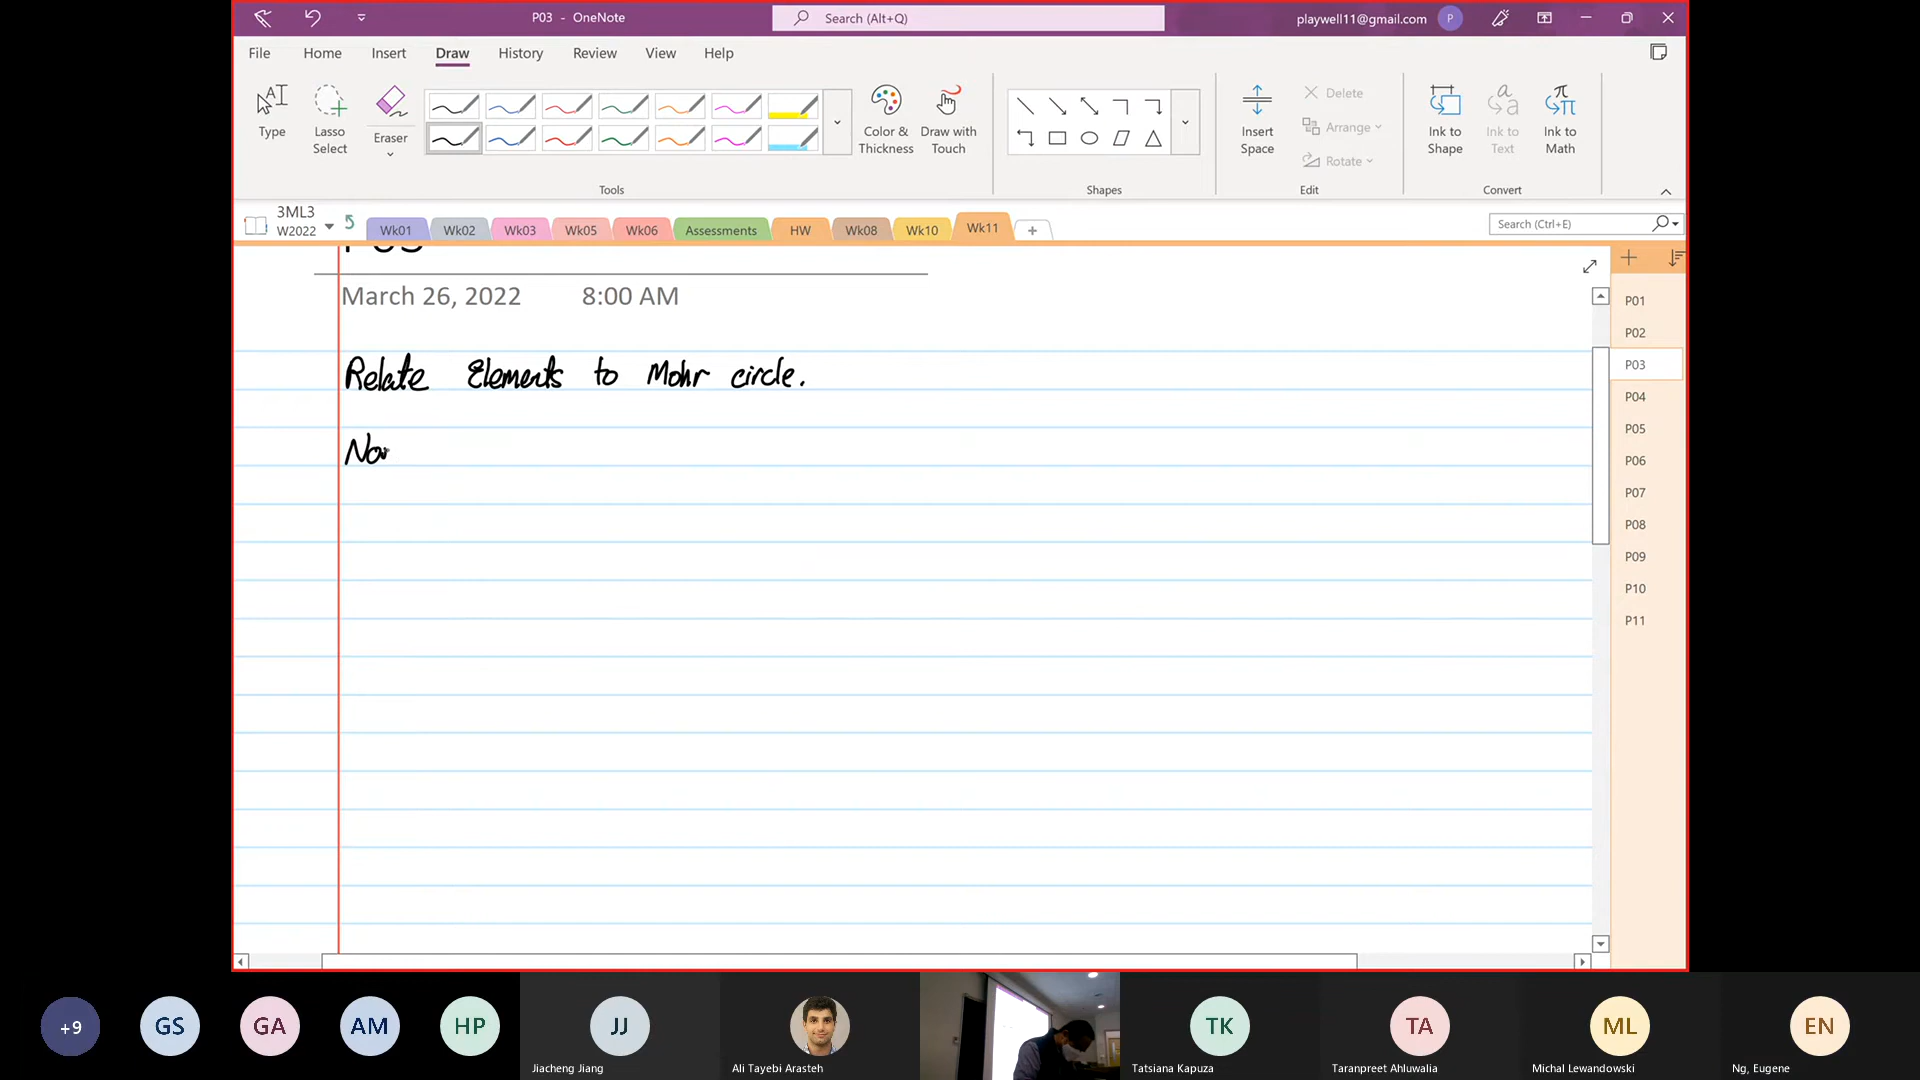 P03 - OneNote
Search (Alt+Q)
playwell11@gmail.com
P
File Home Insert Draw History Review View Help
Type
Lasso Select
Eraser
Color & Thickness
Draw with Touch
Insert Space
Delete
Arrange
Rotate
Ink to Shape
Ink to Text
Ink to Math
Tools Shapes Edit Convert
3ML3 W2022
Wk01 Wk02 Wk03 Wk05 Wk06 Assessments HW Wk08 Wk10 Wk11
Search (Ctrl+E)
P03
March 26, 2022 8:00 AM
Relate Elements to Mohr circle.
P01
P02
P03
P04
P05
P06
P07
P08
P09
P10
P11
+9 GS GA AM HP JJ TK TA ML EN
Jiacheng Jiang Ali Tayebi Arasteh Tatsiana Kapuza Taranpreet Ahluwalia Michal Lewandowski Ng, Eugene